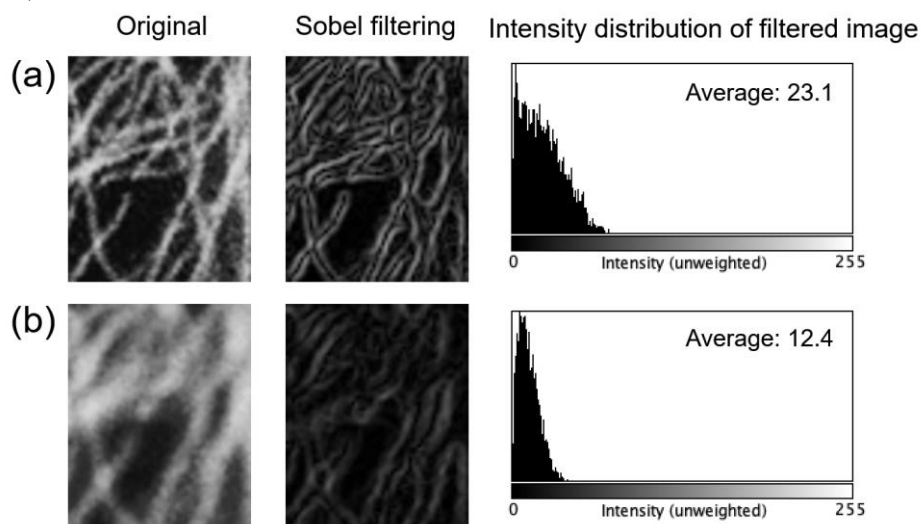 Original Sobel filtering Intensity distribution of filtered image
(a)
Average: 23.1
0 Intensity (unweighted) 255
(b)
Average: 12.4
0 Intensity (unweighted) 255